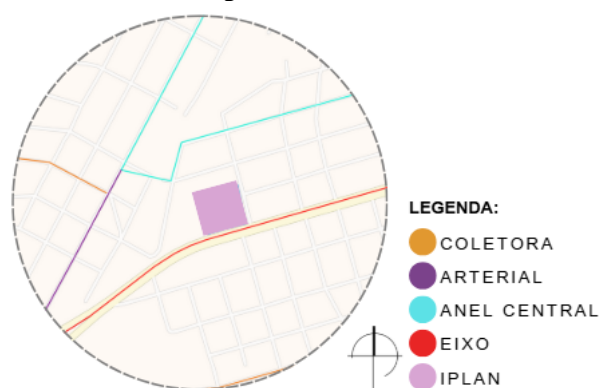 LEGENDA:
COLETORA
ARTERIAL
ANEL CENTRAL
EIXO
IPLAN